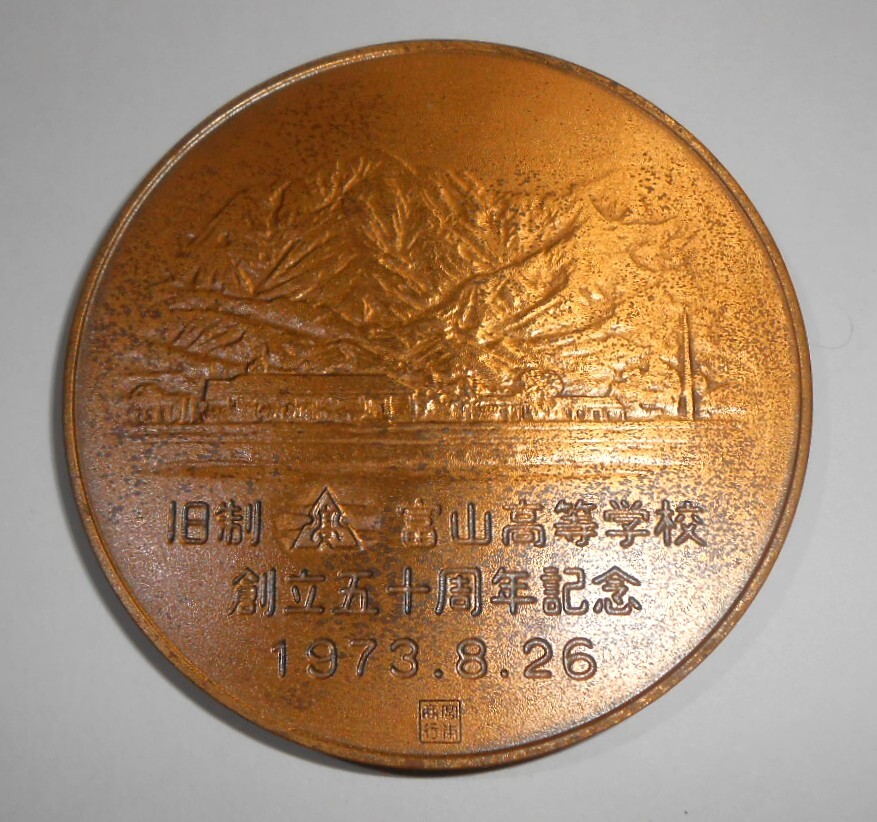 旧制 富山高等学校
創立五十周年記念
1973.8.26